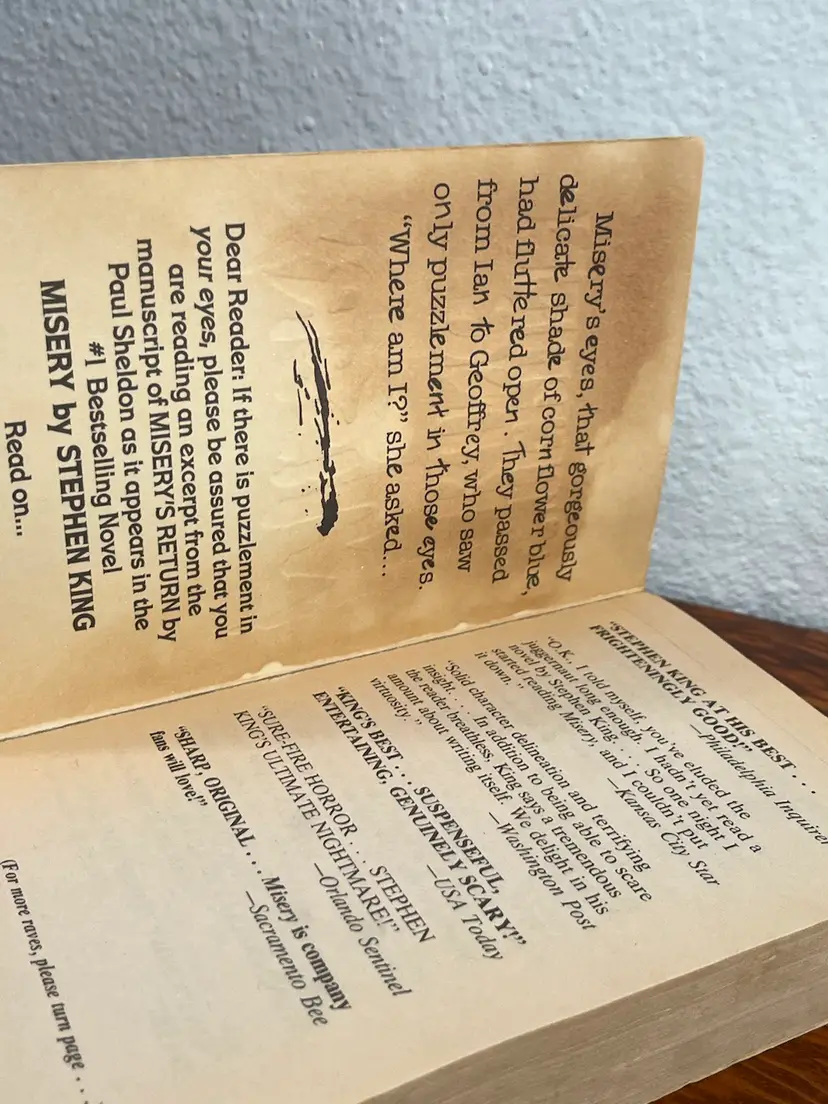 Misery's eyes, that gorgeously
delicate shade of cornflower blue,
had fluttered open. They passed
from Ian to Geoffrey, who saw
only puzzlement in those eyes.
"Where am I?" she asked...
Dear Reader: If there is puzzlement in
your eyes, please be assured that you
are reading an excerpt from the
manuscript of MISERY'S RETURN by
Paul Sheldon as it appears in the
#1 Bestselling Novel
MISERY by STEPHEN KING
Read on...
"STEPHEN KING AT HIS BEST . . .
FRIGHTENINGLY GOOD!"
—Philadelphia Inquirer
"O.K., I told myself, you've eluded the
juggernaut long enough. I hadn't yet read a
novel by Stephen King. . . . So one night I
started reading Misery, and I couldn't put
it down."
—Kansas City Star
"Solid character delineation and terrifying
insight. . . . In addition to being able to scare
the reader breathless, King says a tremendous
amount about writing itself. We delight in his
virtuosity."
—Washington Post
"KING'S BEST . . . SUSPENSEFUL,
ENTERTAINING, GENUINELY SCARY!"
—USA Today
"SURE-FIRE HORROR . . . STEPHEN
KING'S ULTIMATE NIGHTMARE!"
—Orlando Sentinel
"SHARP, ORIGINAL . . . Misery is company
fans will love!"
—Sacramento Bee
(For more raves, please turn page . . .